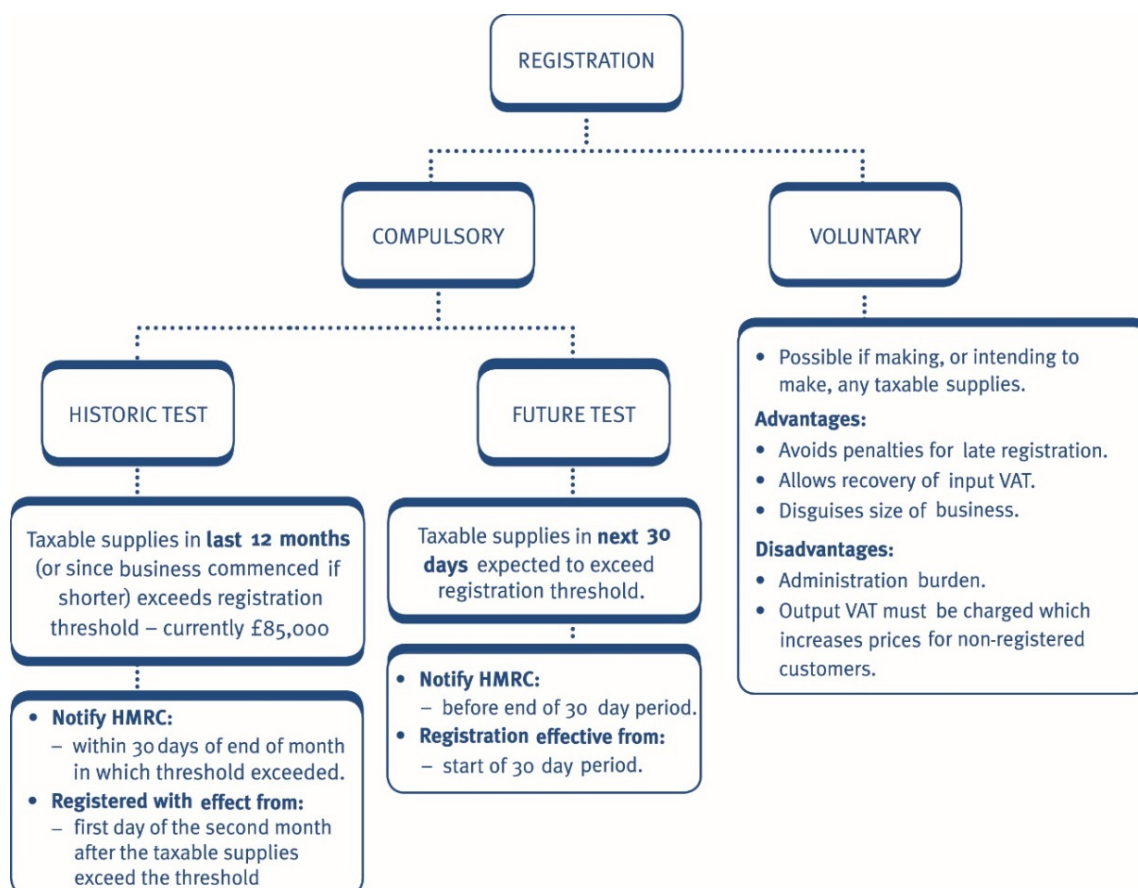 REGISTRATION
COMPULSORY
VOLUNTARY
HISTORIC TEST
FUTURE TEST
Taxable supplies in last 12 months
(or since business commenced if
shorter) exceeds registration
threshold – currently £85,000
Taxable supplies in next 30
days expected to exceed
registration threshold.
• Notify HMRC:
– within 30 days of end of month
in which threshold exceeded.
• Registered with effect from:
– first day of the second month
after the taxable supplies
exceed the threshold
• Notify HMRC:
– before end of 30 day period.
• Registration effective from:
– start of 30 day period.
• Possible if making, or intending to
make, any taxable supplies.
Advantages:
• Avoids penalties for late registration.
• Allows recovery of input VAT.
• Disguises size of business.
Disadvantages:
• Administration burden.
• Output VAT must be charged which
increases prices for non-registered
customers.